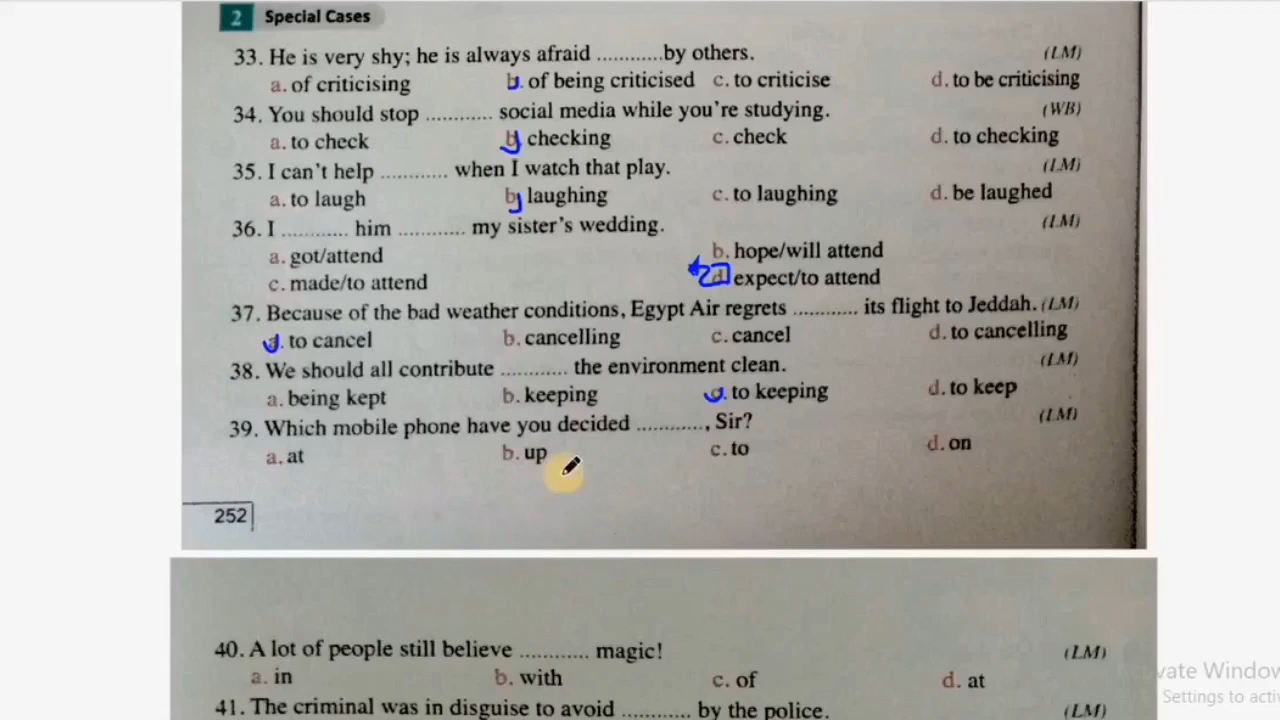 2 Special Cases
33. He is very shy; he is always afraid ............by others. (LM)
a. of criticising b. of being criticised c. to criticise d. to be criticising
34. You should stop ............ social media while you're studying. (WB)
a. to check b. checking c. check d. to checking
35. I can't help ............ when I watch that play. (LM)
a. to laugh b. laughing c. to laughing d. be laughed
36. I ............ him ............ my sister's wedding. (LM)
a. got/attend b. hope/will attend
c. made/to attend d. expect/to attend
37. Because of the bad weather conditions, Egypt Air regrets ............ its flight to Jeddah. (LM)
a. to cancel b. cancelling c. cancel d. to cancelling
38. We should all contribute ............ the environment clean. (LM)
a. being kept b. keeping c. to keeping d. to keep
39. Which mobile phone have you decided ............, Sir? (LM)
a. at b. up c. to d. on
252
40. A lot of people still believe ............ magic! (LM)
a. in b. with c. of d. at
41. The criminal was in disguise to avoid ............ by the police. (LM)
vate Window
Settings to activ